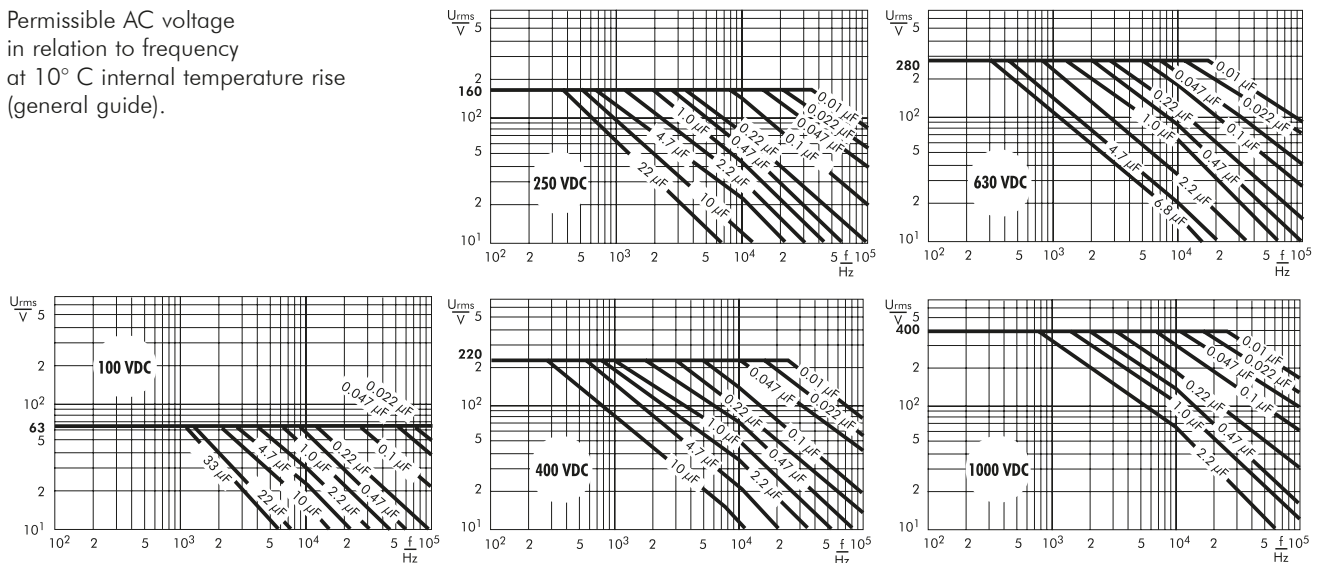 Permissible AC voltage
in relation to frequency
at 10° C internal temperature rise
(general guide).
Urms
V
5
2
160
10²
5
2
10¹
250 VDC
0.01 µF
0.022 µF
0.047 µF
0.1 µF
0.22 µF
0.47 µF
1.0 µF
2.2 µF
4.7 µF
10 µF
22 µF
10² 2 5 10³ 2 5 10⁴ 2 5 f 10⁵
Hz
Urms
V
5
280
2
10²
5
2
10¹
630 VDC
0.01 µF
0.022 µF
0.047 µF
0.1 µF
0.22 µF
0.47 µF
1.0 µF
2.2 µF
4.7 µF
6.8 µF
10² 2 5 10³ 2 5 10⁴ 2 5 f 10⁵
Hz
Urms
V
5
2
10²
63
5
2
10¹
100 VDC
0.022 µF
0.047 µF
0.1 µF
0.22 µF
0.47 µF
1.0 µF
2.2 µF
4.7 µF
10 µF
22 µF
33 µF
10² 2 5 10³ 2 5 10⁴ 2 5 f 10⁵
Hz
Urms
V
5
220
2
10²
5
2
10¹
400 VDC
0.01 µF
0.022 µF
0.047 µF
0.1 µF
0.22 µF
0.47 µF
1.0 µF
2.2 µF
4.7 µF
10 µF
10² 2 5 10³ 2 5 10⁴ 2 5 f 10⁵
Hz
Urms
V
5
400
2
10²
5
2
10¹
1000 VDC
0.01 µF
0.022 µF
0.047 µF
0.1 µF
0.22 µF
0.47 µF
1.0 µF
2.2 µF
10² 2 5 10³ 2 5 10⁴ 2 5 f 10⁵
Hz